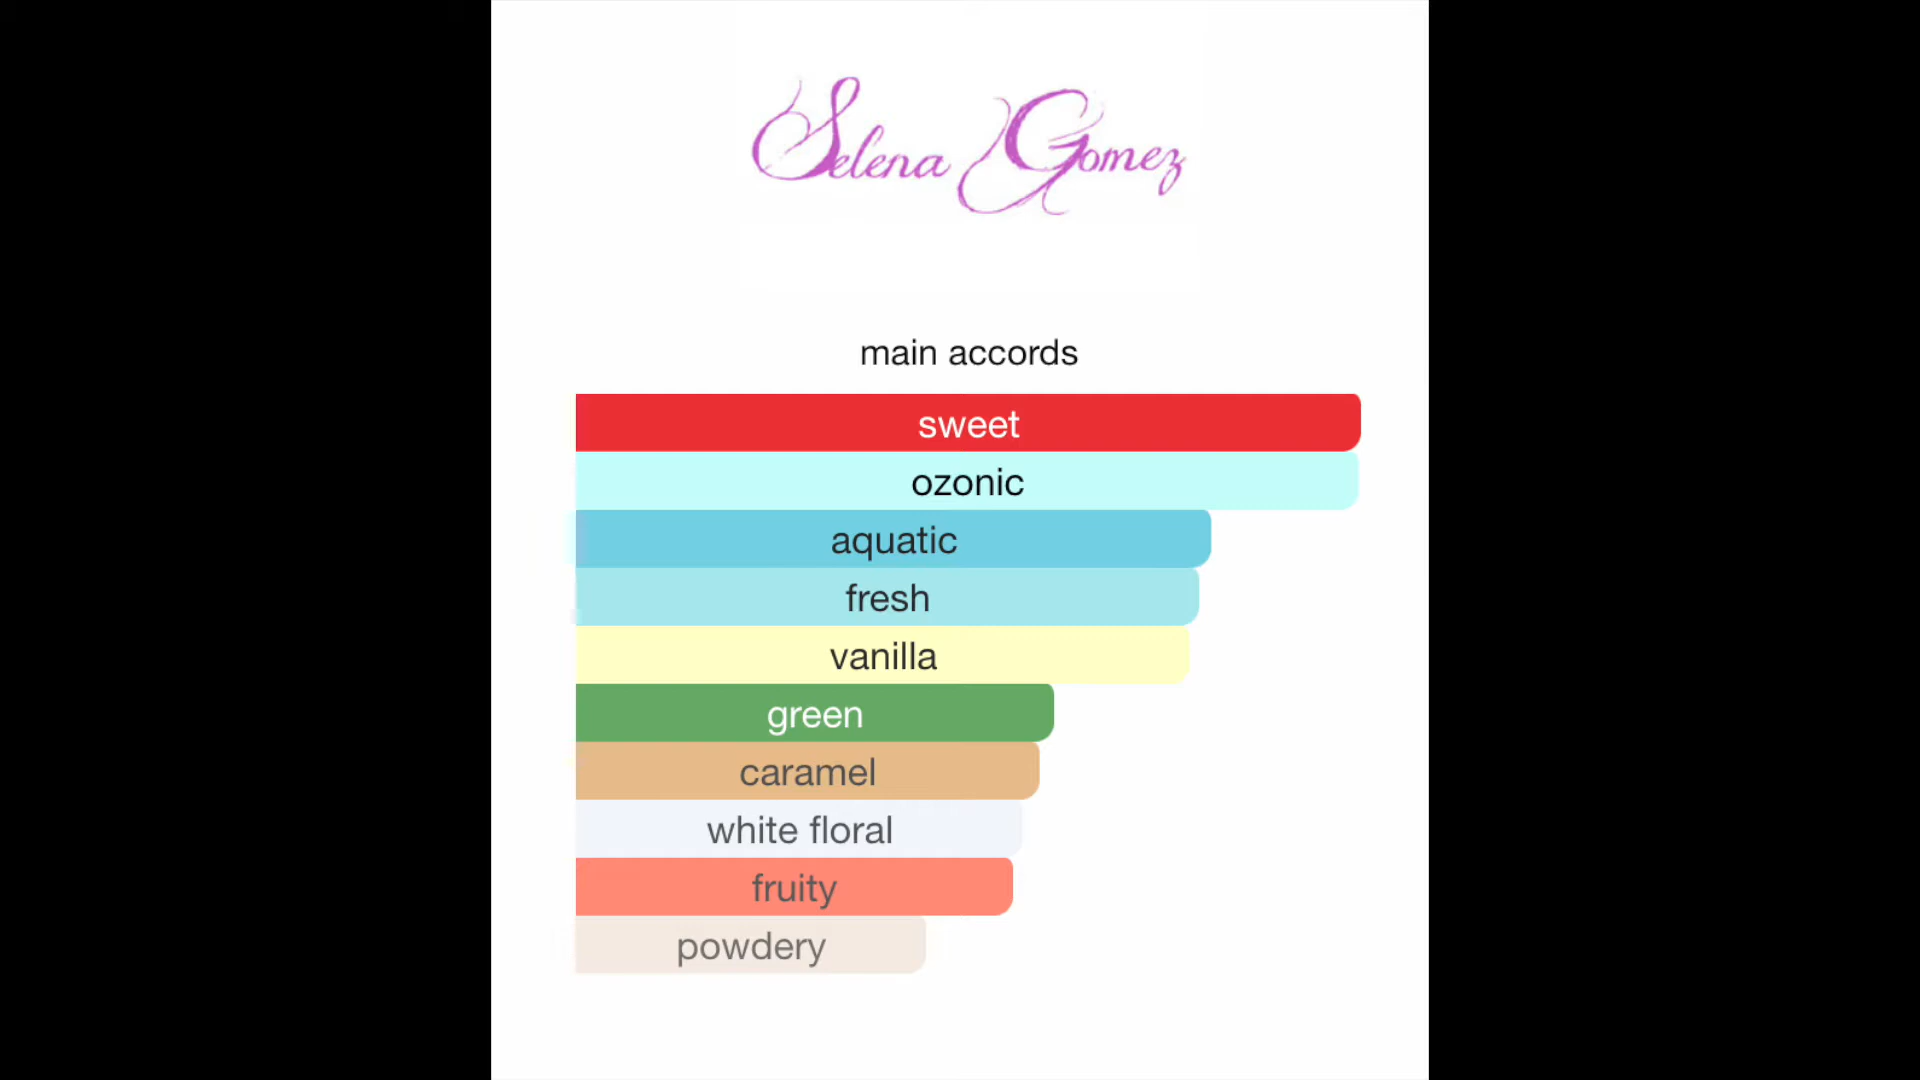 Selena Gomez
main accords
sweet
ozonic
aquatic
fresh
vanilla
green
caramel
white floral
fruity
powdery